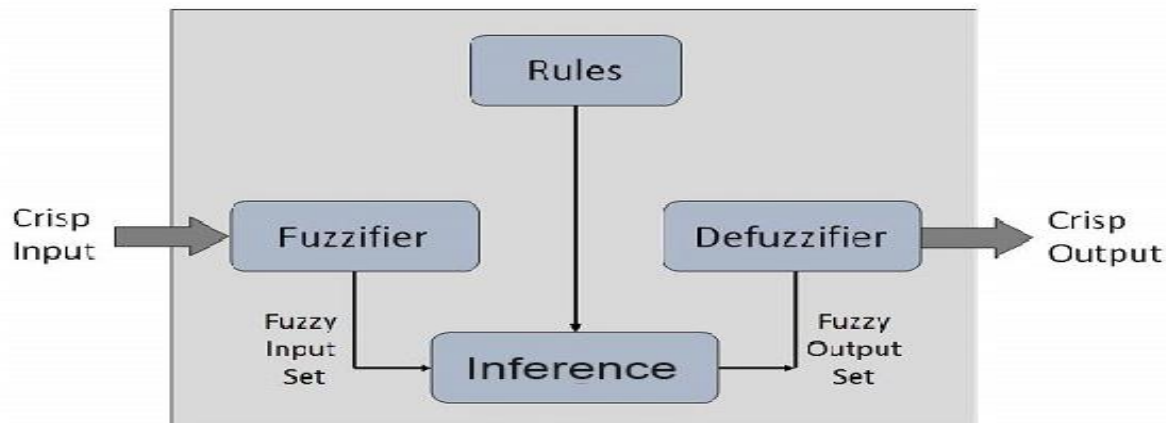 Rules
Crisp
Input
Fuzzifier
Defuzzifier
Crisp
Output
Fuzzy
Input
Set
Inference
Fuzzy
Output
Set